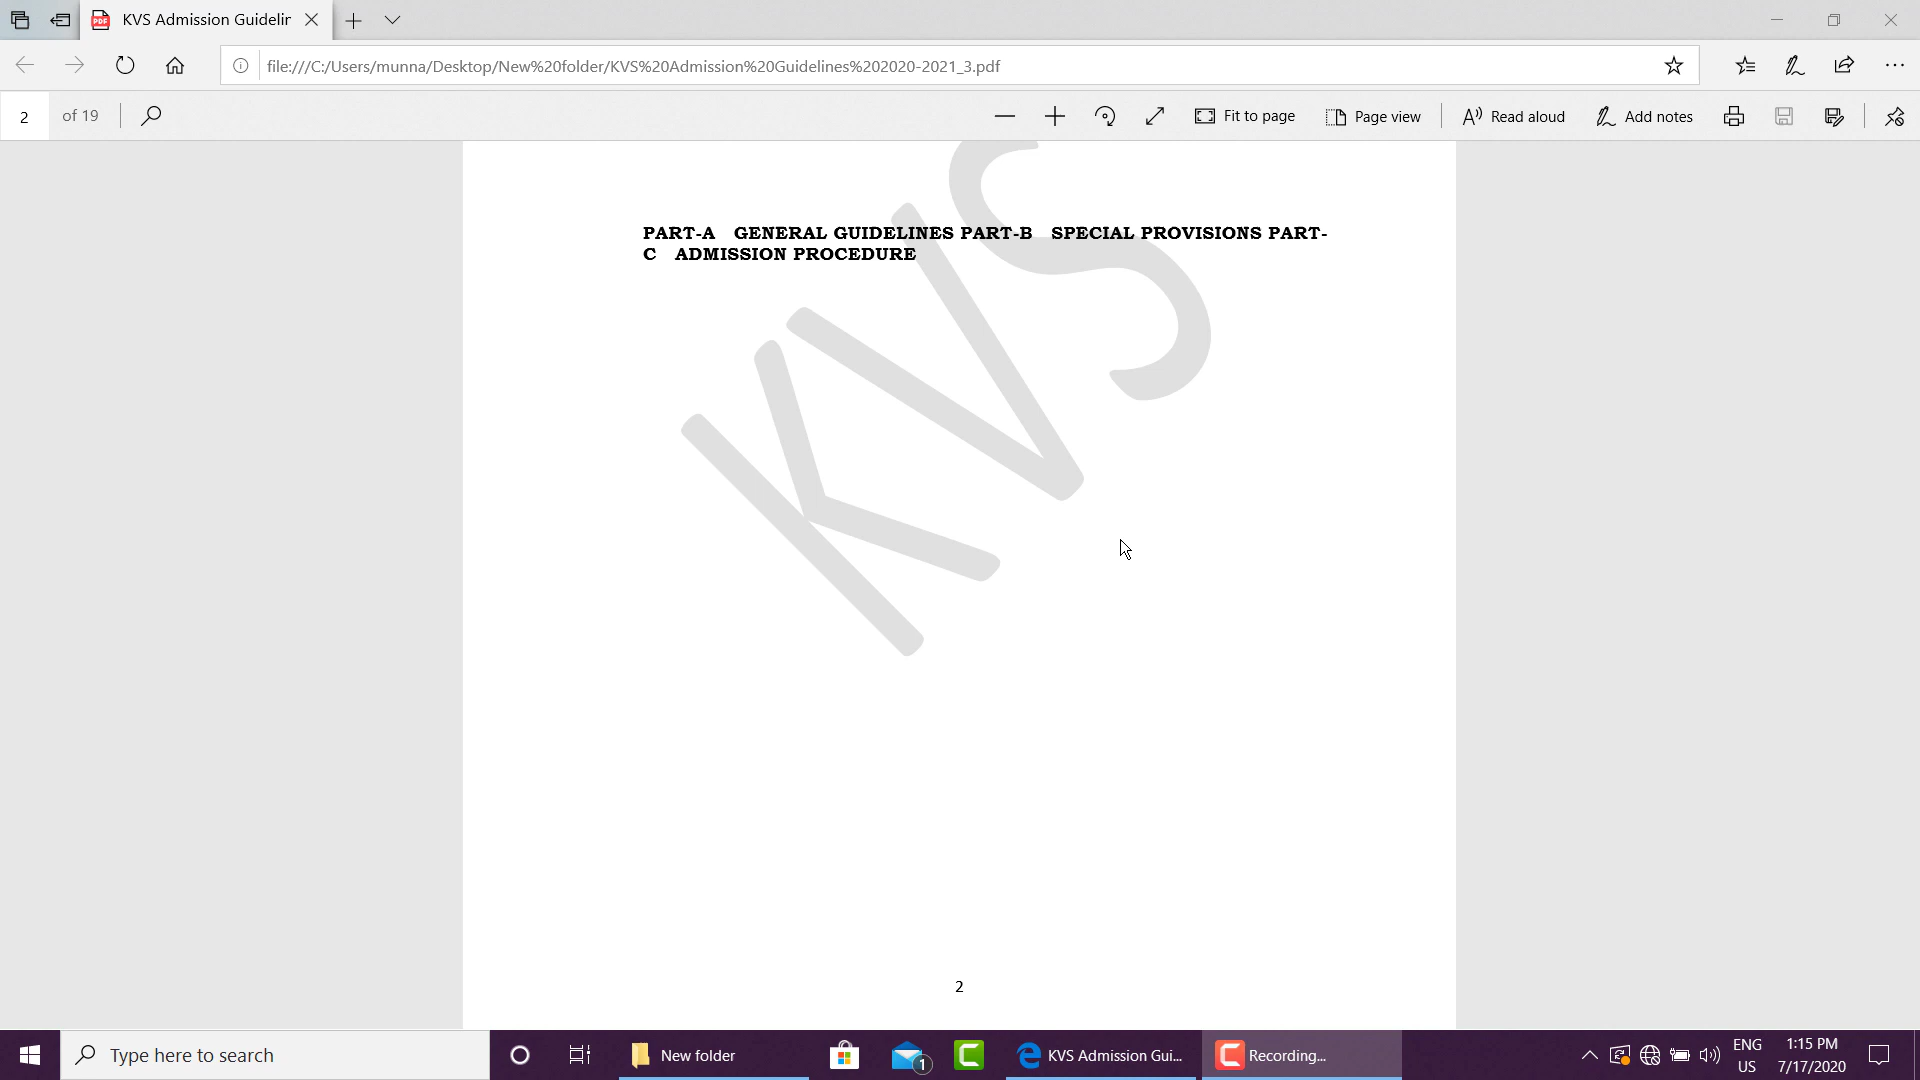 KVS Admission Guidelir
file:///C:/Users/munna/Desktop/New%20folder/KVS%20Admission%20Guidelines%202020-2021_3.pdf
2 of 19 Fit to page Page view Read aloud Add notes
PART-A GENERAL GUIDELINES PART-B SPECIAL PROVISIONS PART-
C ADMISSION PROCEDURE
KVS
2
Type here to search New folder 1 KVS Admission Gui... Recording... ENG US 1:15 PM 7/17/2020